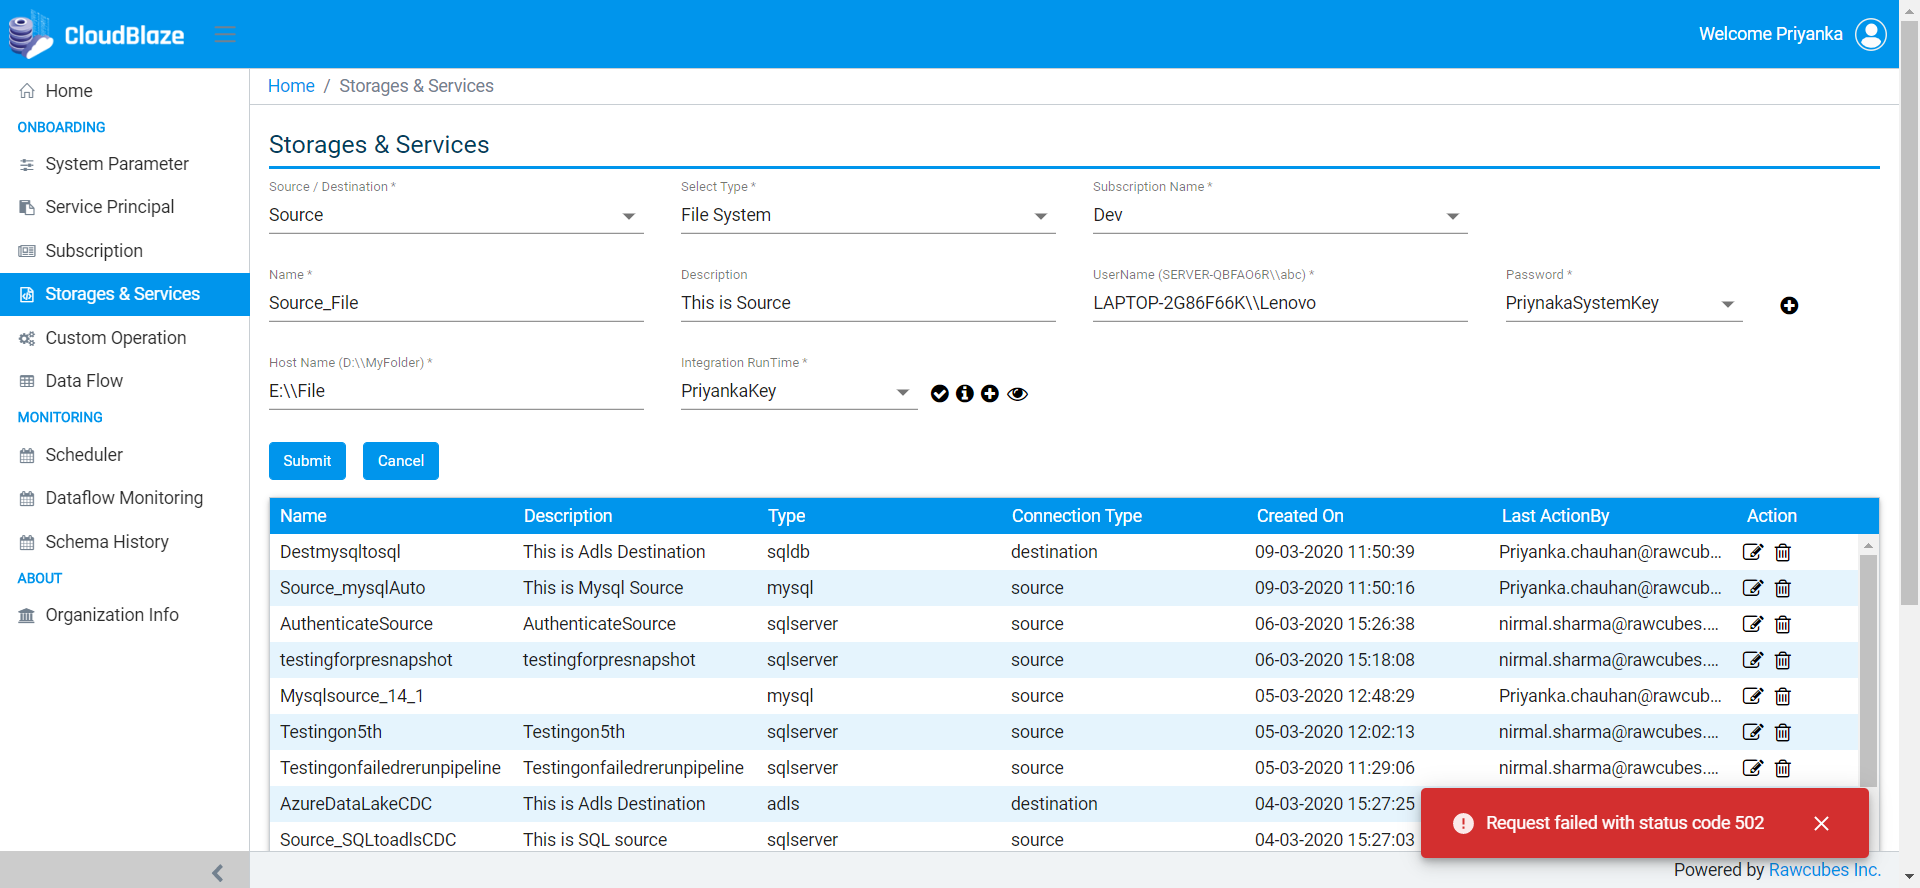 CloudBlaze
Welcome Priyanka
Home
ONBOARDING
System Parameter
Service Principal
Subscription
Storages & Services
Custom Operation
Data Flow
MONITORING
Scheduler
Dataflow Monitoring
Schema History
ABOUT
Organization Info
Home / Storages & Services
Storages & Services
Source / Destination * Select Type * Subscription Name *
Source File System Dev
Name * Description UserName (SERVER-QBFAO6R\\abc) * Password *
Source_File This is Source LAPTOP-2G86F66K\\Lenovo PriynakaSystemKey
Host Name (D:\\MyFolder) * Integration RunTime *
E:\\File PriyankaKey
Submit Cancel
Name Description Type Connection Type Created On Last ActionBy Action
Destmysqltosql This is Adls Destination sqldb destination 09-03-2020 11:50:39 Priyanka.chauhan@rawcub...
Source_mysqlAuto This is Mysql Source mysql source 09-03-2020 11:50:16 Priyanka.chauhan@rawcub...
AuthenticateSource AuthenticateSource sqlserver source 06-03-2020 15:26:38 nirmal.sharma@rawcubes....
testingforpresnapshot testingforpresnapshot sqlserver source 06-03-2020 15:18:08 nirmal.sharma@rawcubes....
Mysqlsource_14_1 mysql source 05-03-2020 12:48:29 Priyanka.chauhan@rawcub...
Testingon5th Testingon5th sqlserver source 05-03-2020 12:02:13 nirmal.sharma@rawcubes....
Testingonfailedrerunpipeline Testingonfailedrerunpipeline sqlserver source 05-03-2020 11:29:06 nirmal.sharma@rawcubes....
AzureDataLakeCDC This is Adls Destination adls destination 04-03-2020 15:27:25
Source_SQLtoadlsCDC This is SQL source sqlserver source 04-03-2020 15:27:03
Request failed with status code 502
Powered by Rawcubes Inc.